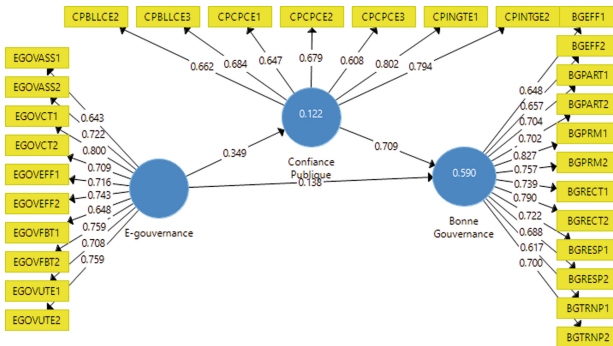 CPBLLCE2 CPBLLCE3 CPCPCE1 CPCPCE2 CPCPCE3 CPINGTE1 CPINTGE2 BGEFF1
BGEFF2
BGPART1
BGPART2
BGPRM1
BGPRM2
BGRECT1
BGRECT2
BGRESP1
BGRESP2
BGTRNP1
BGTRNP2
EGOVASS1
EGOVASS2
EGOVCT1
EGOVCT2
EGOVEFF1
EGOVEFF2
EGOVFBT1
EGOVFBT2
EGOVUTE1
EGOVUTE2
0.662 0.684 0.647 0.679 0.608 0.802 0.794
0.643
0.722
0.800
0.709
0.716
0.743
0.648
0.759
0.708
0.759
E-gouvernance
0.349
0.122
Confiance
Publique
0.709
0.138
0.590
Bonne
Gouvernance
0.648
0.657
0.704
0.702
0.827
0.757
0.739
0.790
0.722
0.688
0.617
0.700